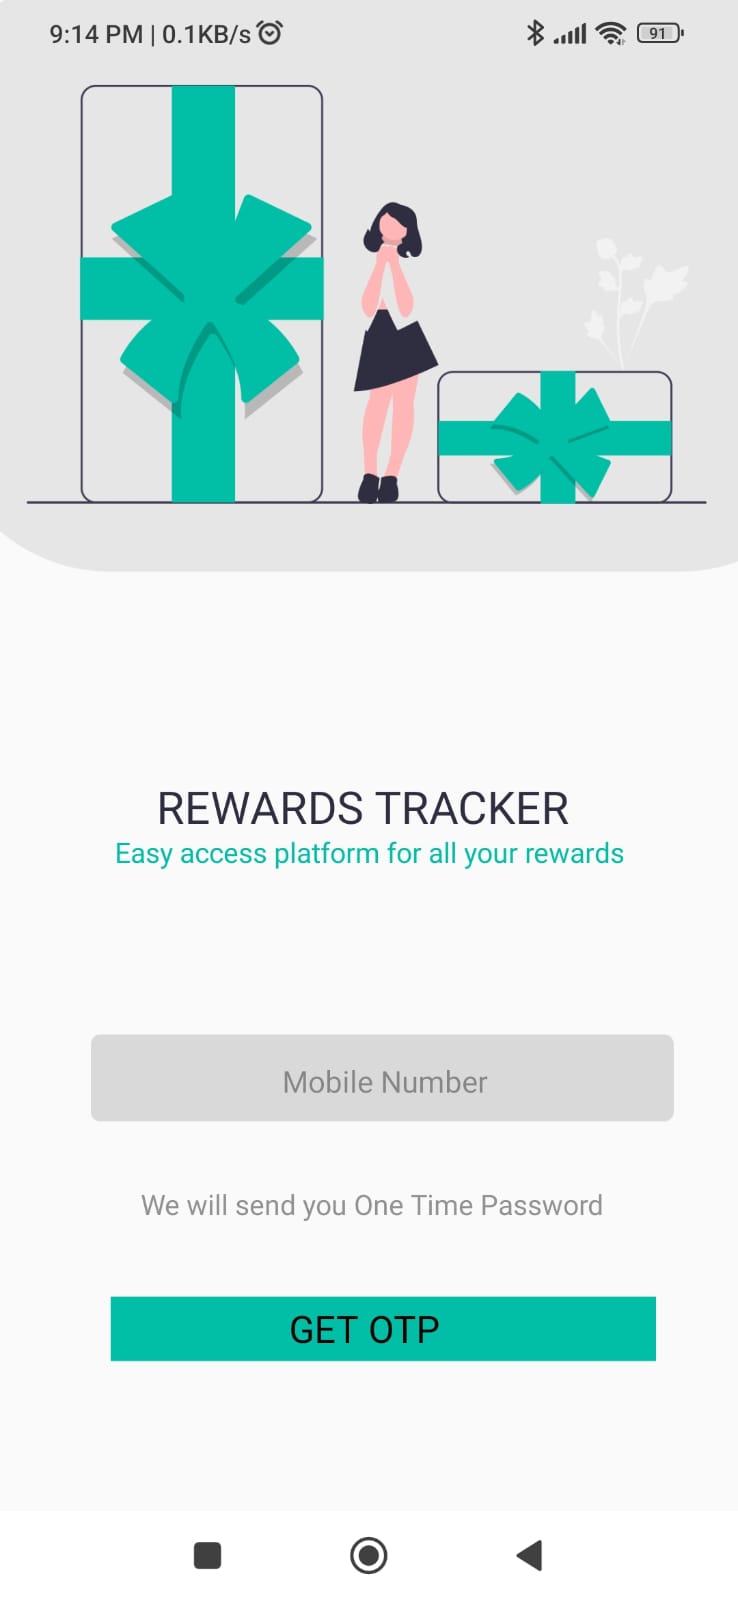 9:14 PM | 0.1KB/s
91
REWARDS TRACKER
Easy access platform for all your rewards
Mobile Number
We will send you One Time Password
GET OTP